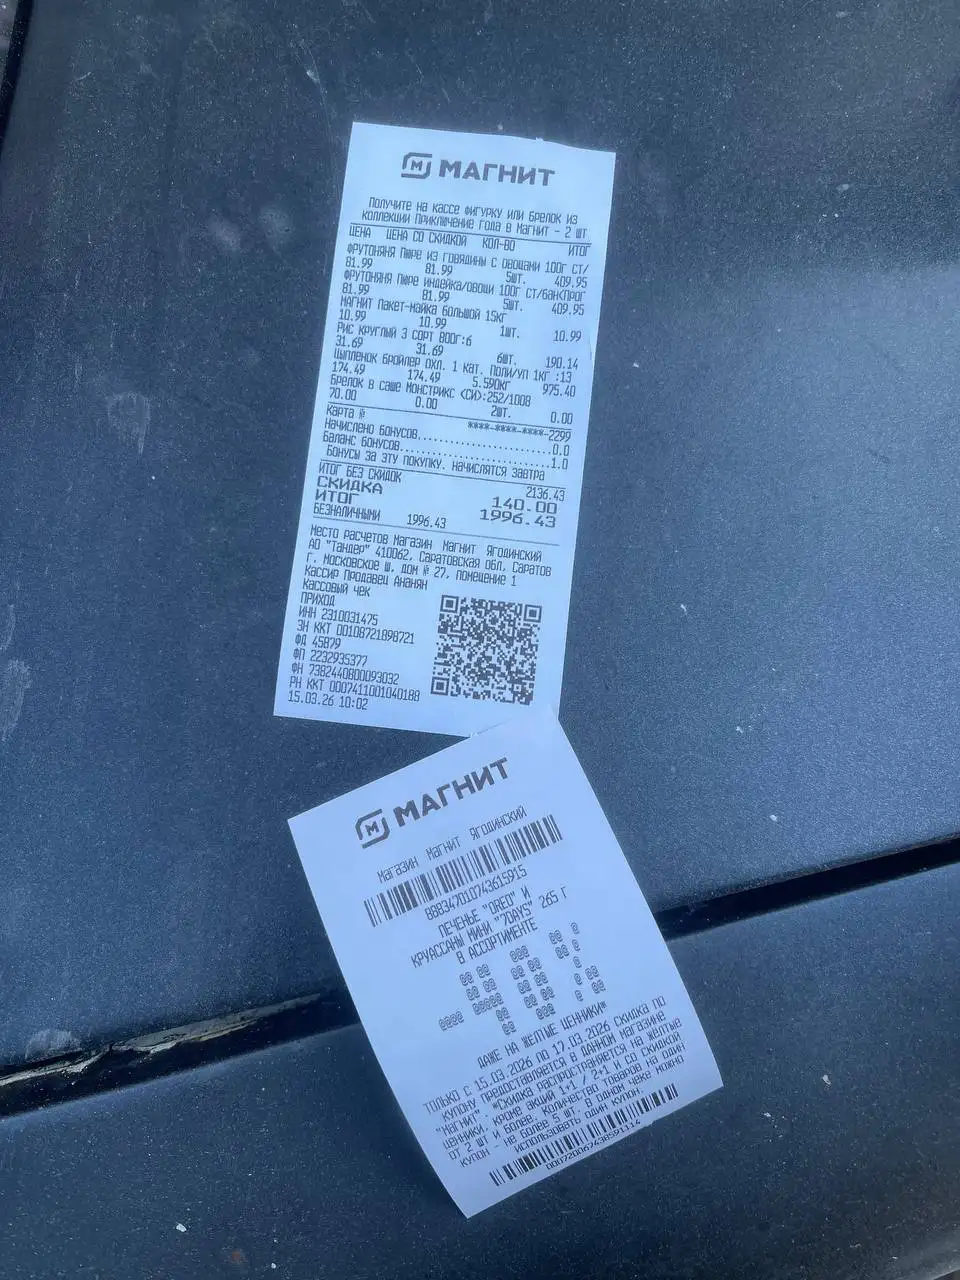 МАГНИТ
Получите на кассе фигурку или брелок из
коллекции Приключение года в Магнит - 2 шт
ЦЕНА ЦЕНА СО СКИДКОЙ КОЛ-ВО ИТОГ
ФРУТОНЯНЯ Пюре из говядины с овощами 100г ст/
81.99 81.99 5шт. 409.95
ФРУТОНЯНЯ Пюре индейка/овощи 100г ст/бан(Прог
81.99 81.99 5шт. 409.95
МАГНИТ Пакет-майка большой 15кг
10.99 10.99 1шт. 10.99
Рис круглый 3 сорт 800г:6
31.69 31.69 6шт. 190.14
Цыпленок бройлер охл. 1 кат. Поли/уп 1кг :13
174.49 174.49 5.590кг 975.40
Брелок в саше Монстрикс <СИ>:252/1008
70.00 0.00 2шт. 0.00
Карта № ****-****-****-2299
Начислено бонусов 0.0
Баланс бонусов 1.0
Бонусы за эту покупку. начислятся завтра
ИТОГ БЕЗ СКИДОК 2136.43
СКИДКА 140.00
ИТОГ 1996.43
БЕЗНАЛИЧНЫМИ 1996.43
Место расчетов Магазин Магнит Ягодинский
АО "Тандер" 410062, Саратовская обл, Саратов
г, Московское ш, дом № 27, помещение 1
Кассир Продавец Ананян
Кассовый чек
ПРИХОД
ИНН 2310031475
ЗН ККТ 00108721898721
ФД 45879
ФП 2232935377
ФН 7382440800093032
РН ККТ 0007411001040188
15.03.26 10:02
МАГНИТ
Магазин Магнит Ягодинский
888347010743615915
ПЕЧЕНЬЕ "OREO" И
КРУАССАНЫ МИНИ "7DAYS" 265 Г
В АССОРТИМЕНТЕ
ДАЖЕ НА ЖЕЛТЫЕ ЦЕННИКИ*
ТОЛЬКО С 15.03.2026 ПО 17.03.2026 СКИДКА ПО
КУПОНУ ПРЕДОСТАВЛЯЕТСЯ В ДАННОМ МАГАЗИНЕ
"МАГНИТ". *СКИДКА РАСПРОСТРАНЯЕТСЯ НА ЖЁЛТЫЕ
ЦЕННИКИ, КРОМЕ АКЦИЙ 1+1 / 2+1 И СО СКИДКОЙ
ОТ 2 ШТ И БОЛЕЕ. КОЛИЧЕСТВО ТОВАРОВ НА ОДИН
КУПОН - НЕ БОЛЕЕ 5 ШТ. В ОДНОМ ЧЕКЕ МОЖНО
ИСПОЛЬЗОВАТЬ ОДИН КУПОН.